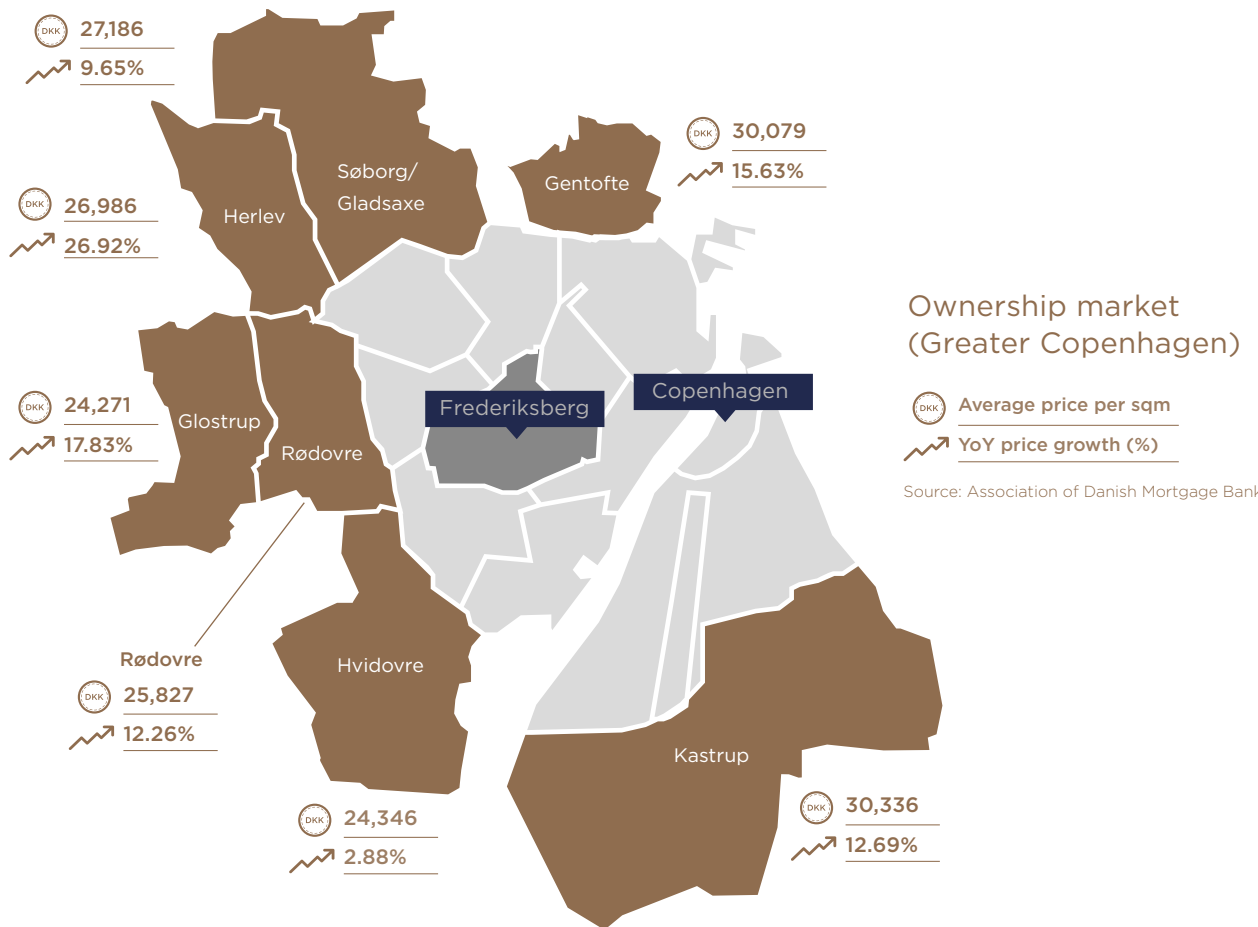 DKK 27,186
9.65%
DKK 30,079
15.63%
Søborg/
Gladsaxe
Gentofte
DKK 26,986
26.92%
Herlev
Ownership market
(Greater Copenhagen)
DKK Average price per sqm
YoY price growth (%)
Source: Association of Danish Mortgage Bank
Copenhagen
Frederiksberg
DKK 24,271
17.83%
Glostrup
Rødovre
Rødovre
DKK 25,827
12.26%
Hvidovre
Kastrup
DKK 24,346
2.88%
DKK 30,336
12.69%